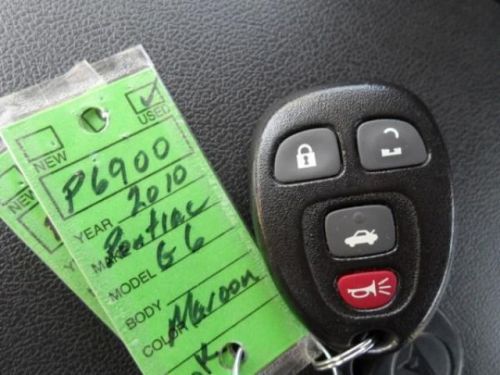 NEW
USED
P6900
YEAR 2010
MAKE Pontiac
MODEL G6
BODY
COLOR Maroon